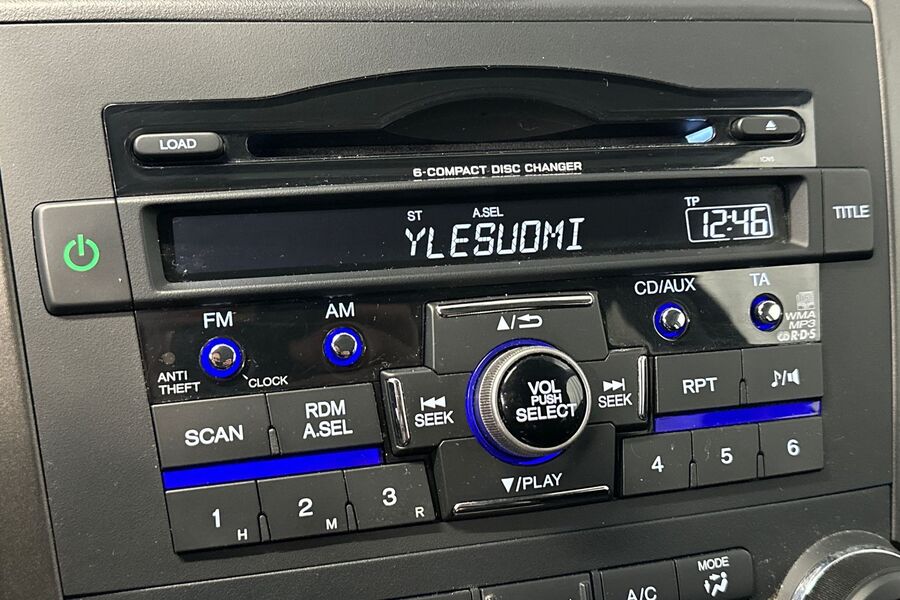 LOAD
6-COMPACT DISC CHANGER
1CN5
ST A.SEL TP
YLESUOMI 12:46
TITLE
FM AM CD/AUX TA
ANTI
THEFT
CLOCK
WMA
MP3
R·D·S
▲/
SCAN
RDM
A.SEL
SEEK
VOL
PUSH
SELECT
SEEK
RPT
▼/PLAY
1 H
2 M
3 R
4
5
6
A/C
MODE